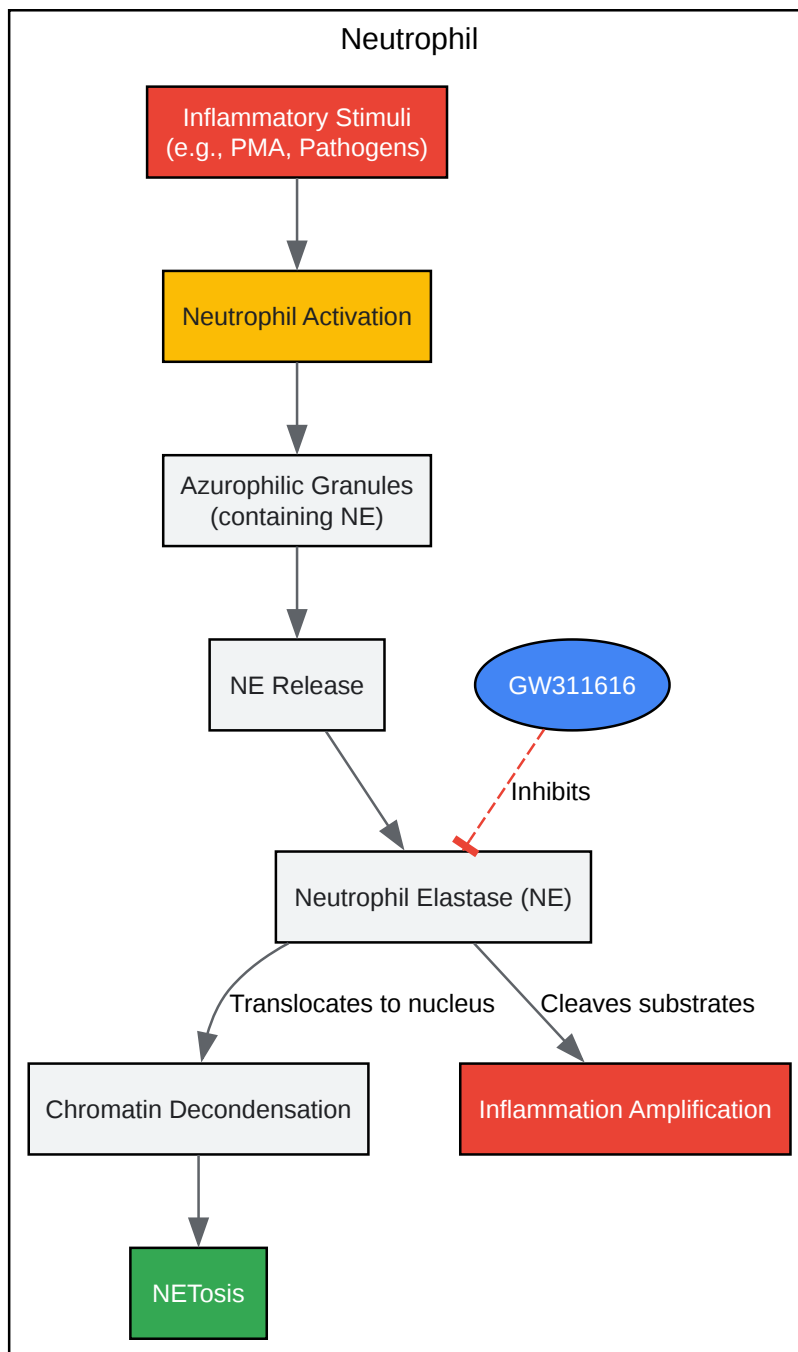 Neutrophil
Inflammatory Stimuli
(e.g., PMA, Pathogens)
Neutrophil Activation
Azurophilic Granules
(containing NE)
NE Release
GW311616
Inhibits
Neutrophil Elastase (NE)
Translocates to nucleus
Cleaves substrates
Chromatin Decondensation
Inflammation Amplification
NETosis